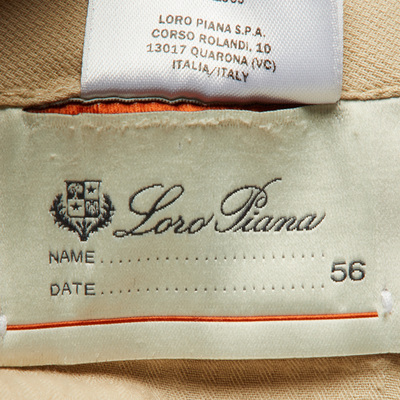 LORO PIANA S.P.A.
CORSO ROLANDI, 10
13017 QUARONA (VC)
ITALIA/ITALY
Loro Piana
NAME
DATE
56